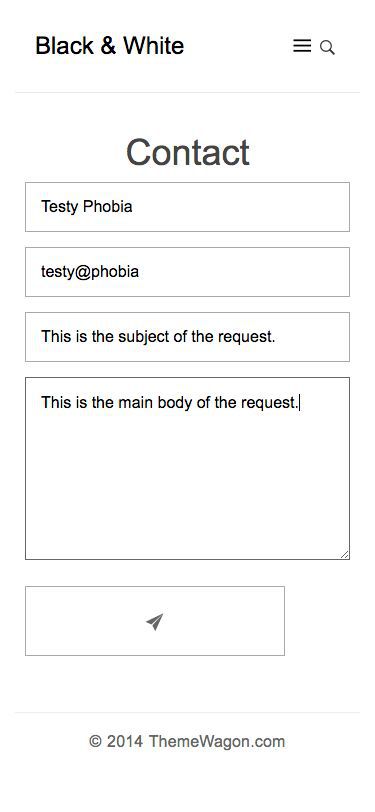 Black & White
Contact
Testy Phobia
testy@phobia
This is the subject of the request.
This is the main body of the request.
© 2014 ThemeWagon.com